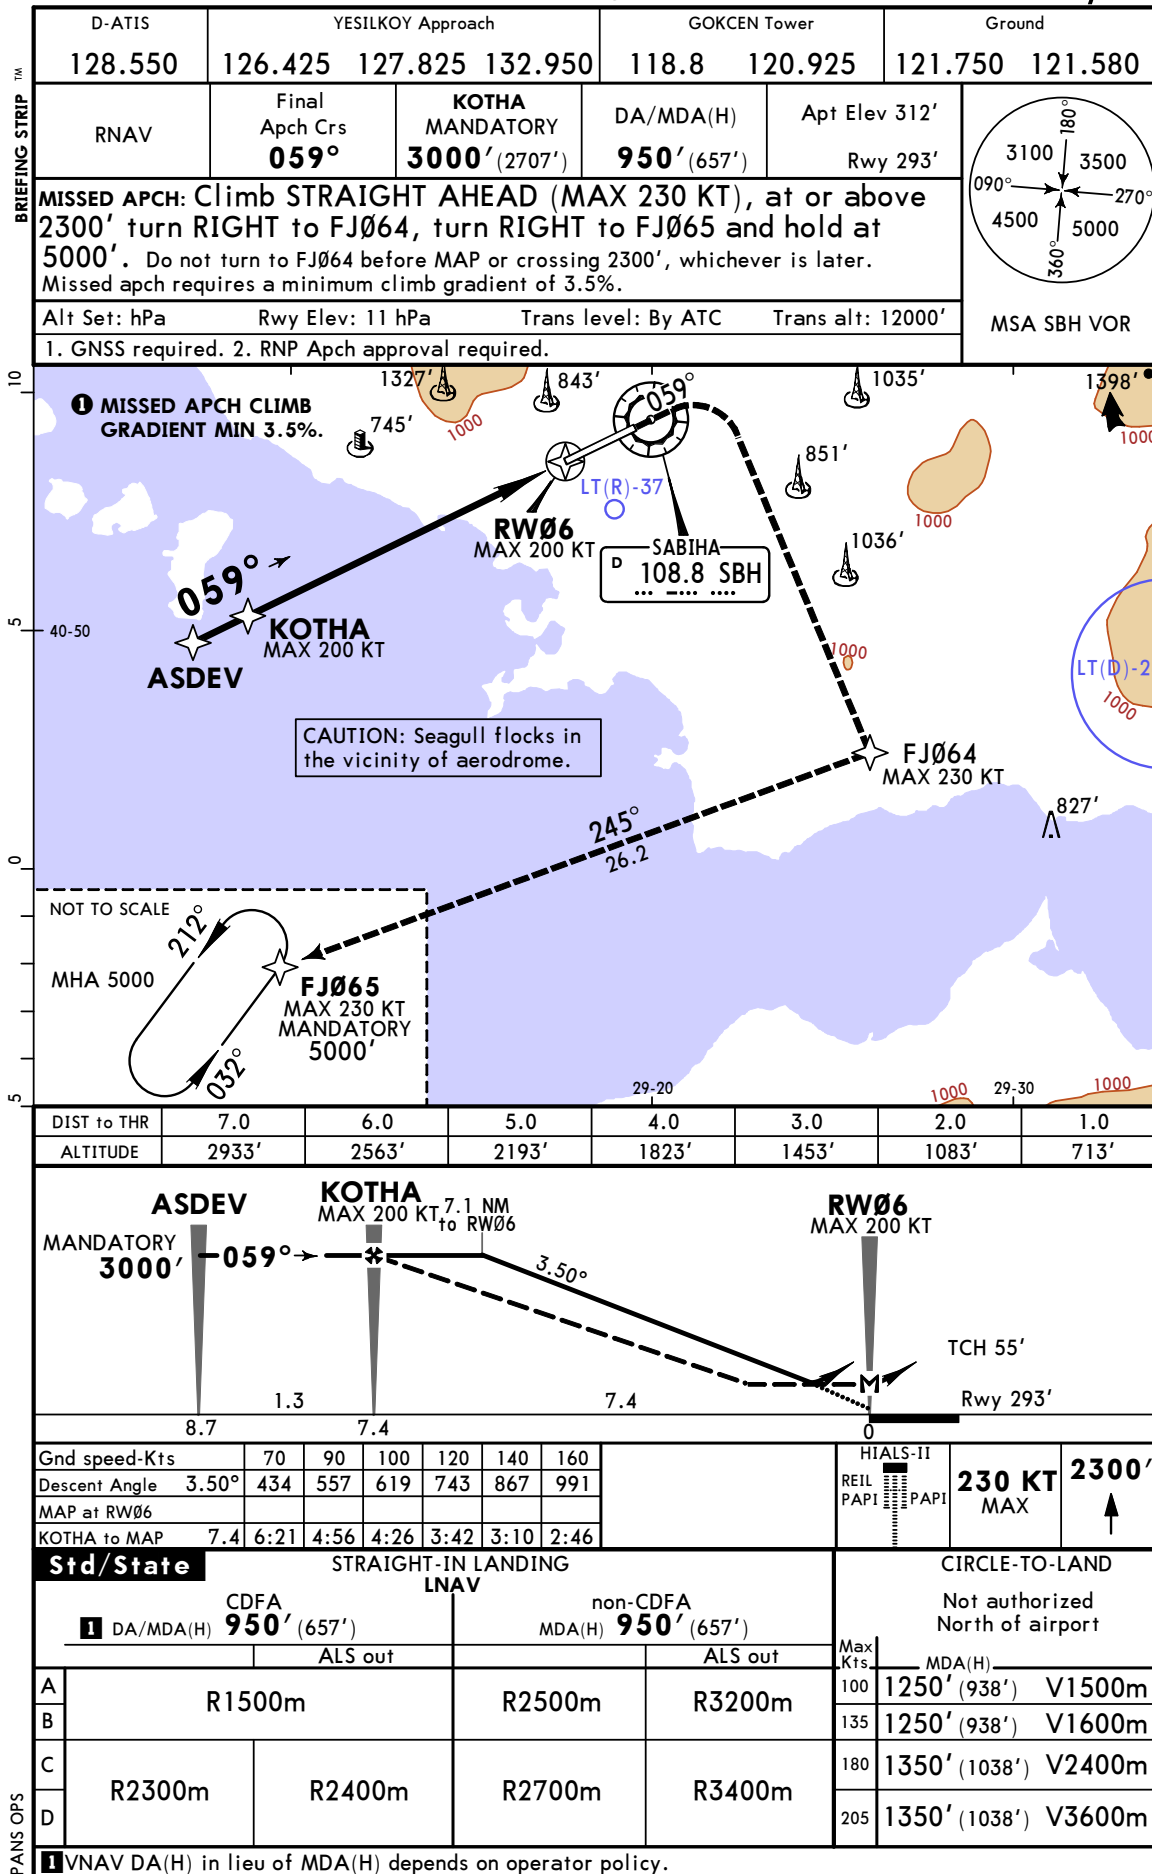 D-ATIS YESILKOY Approach GOKCEN Tower Ground
128.550 126.425 127.825 132.950 118.8 120.925 121.750 121.580
BRIEFING STRIP TM
RNAV
Final
Apch Crs
059°
KOTHA
MANDATORY
3000' (2707')
DA/MDA(H)
950' (657')
Apt Elev 312'
Rwy 293'
MISSED APCH: Climb STRAIGHT AHEAD (MAX 230 KT), at or above
2300' turn RIGHT to FJØ64, turn RIGHT to FJØ65 and hold at
5000'. Do not turn to FJØ64 before MAP or crossing 2300', whichever is later.
Missed apch requires a minimum climb gradient of 3.5%.
Alt Set: hPa Rwy Elev: 11 hPa Trans level: By ATC Trans alt: 12000'
1. GNSS required. 2. RNP Apch approval required.
180°
3100 3500
090° 270°
4500 5000
360°
MSA SBH VOR
10
1 MISSED APCH CLIMB
GRADIENT MIN 3.5%.
1327'
843'
059°
1035'
1398'
745'
1000
1000
851'
LT(R)-37
1000
RWØ6
MAX 200 KT
SABIHA
D 108.8 SBH
1036'
059°
5
40-50
KOTHA
MAX 200 KT
ASDEV
1000
LT(D)-2
1000
CAUTION: Seagull flocks in
the vicinity of aerodrome.
FJØ64
MAX 230 KT
827'
245°
26.2
0
NOT TO SCALE
212°
MHA 5000
FJØ65
MAX 230 KT
MANDATORY
5000'
032°
5
29-20
1000
29-30
1000
DIST to THR 7.0 6.0 5.0 4.0 3.0 2.0 1.0
ALTITUDE 2933' 2563' 2193' 1823' 1453' 1083' 713'
ASDEV
KOTHA
MAX 200 KT
7.1 NM
to RWØ6
RWØ6
MAX 200 KT
MANDATORY
3000'
059°
3.50°
TCH 55'
1.3 7.4
Rwy 293'
8.7 7.4 0
Gnd speed-Kts 70 90 100 120 140 160
Descent Angle 3.50° 434 557 619 743 867 991
MAP at RWØ6
KOTHA to MAP 7.4 6:21 4:56 4:26 3:42 3:10 2:46
HIALS-II
REIL
PAPI PAPI
230 KT
MAX
2300'
Std/State
STRAIGHT-IN LANDING
LNAV
CDFA
1 DA/MDA(H) 950' (657')
non-CDFA
MDA(H) 950' (657')
ALS out ALS out
A
B
R1500m R2500m R3200m
C
D
R2300m R2400m R2700m R3400m
CIRCLE-TO-LAND
Not authorized
North of airport
Max
Kts MDA(H)
100 1250' (938') V1500m
135 1250' (938') V1600m
180 1350' (1038') V2400m
205 1350' (1038') V3600m
PANS OPS
1 VNAV DA(H) in lieu of MDA(H) depends on operator policy.